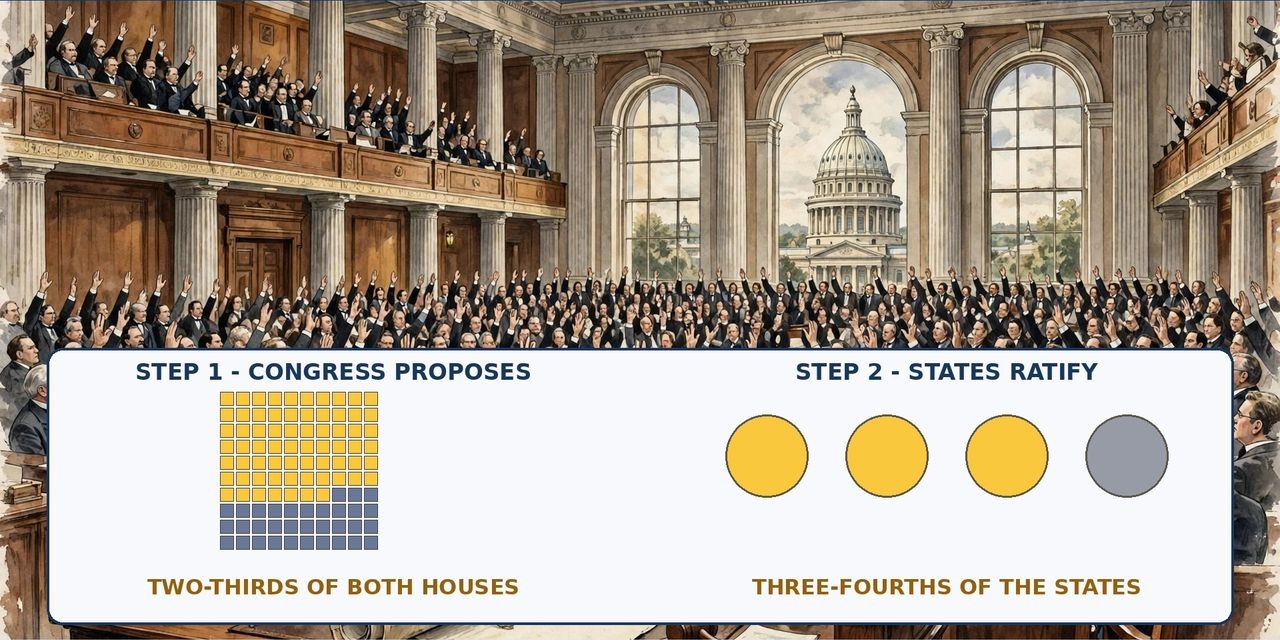 STEP 1 - CONGRESS PROPOSES
TWO-THIRDS OF BOTH HOUSES
STEP 2 - STATES RATIFY
THREE-FOURTHS OF THE STATES